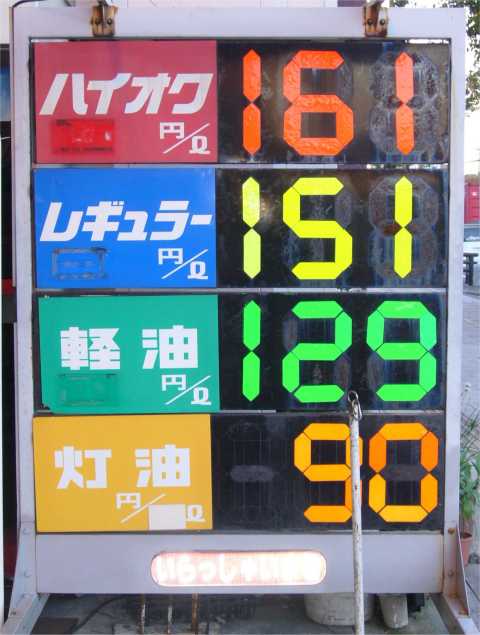 ハイオク 161
円/ℓ
レギュラー 151
円/ℓ
軽油 129
円/ℓ
灯油 90
円/ℓ
いらっしゃいませ